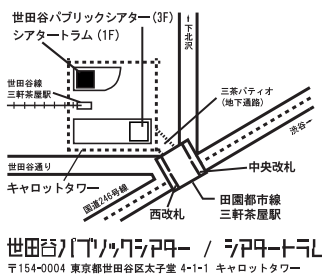 世田谷パブリックシアター(3F)
シアタートラム(1F)
↑下北沢
世田谷線
三軒茶屋駅
三茶パティオ
(地下通路)
渋谷→
世田谷通り
キャロットタワー
国道246号線
中央改札
田園都市線
三軒茶屋駅
西改札
世田谷パブリックシアター / シアタートラム
〒154-0004 東京都世田谷区太子堂 4-1-1 キャロットタワー